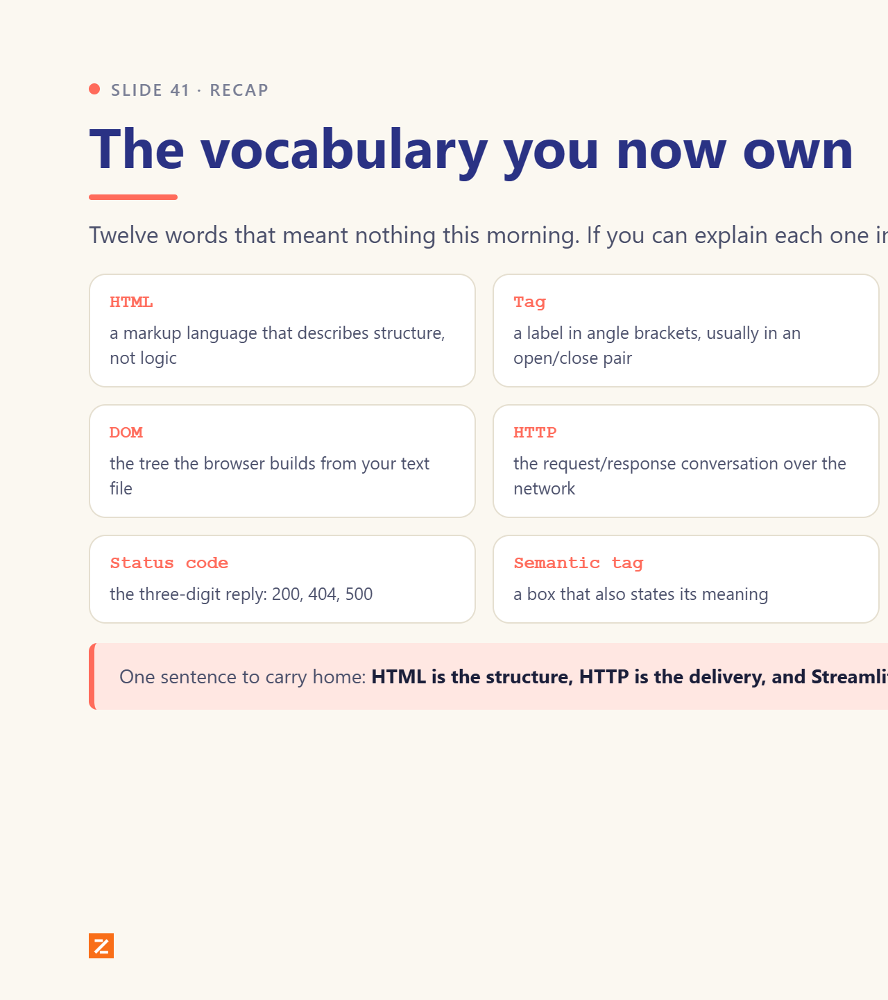 SLIDE 41 · RECAP
The vocabulary you now own
Twelve words that meant nothing this morning. If you can explain each one
HTML
a markup language that describes structure,
not logic
Tag
a label in angle brackets, usually in an
open/close pair
DOM
the tree the browser builds from your text
file
HTTP
the request/response conversation over the
network
Status code
the three-digit reply: 200, 404, 500
Semantic tag
a box that also states its meaning
One sentence to carry home: HTML is the structure, HTTP is the delivery, and